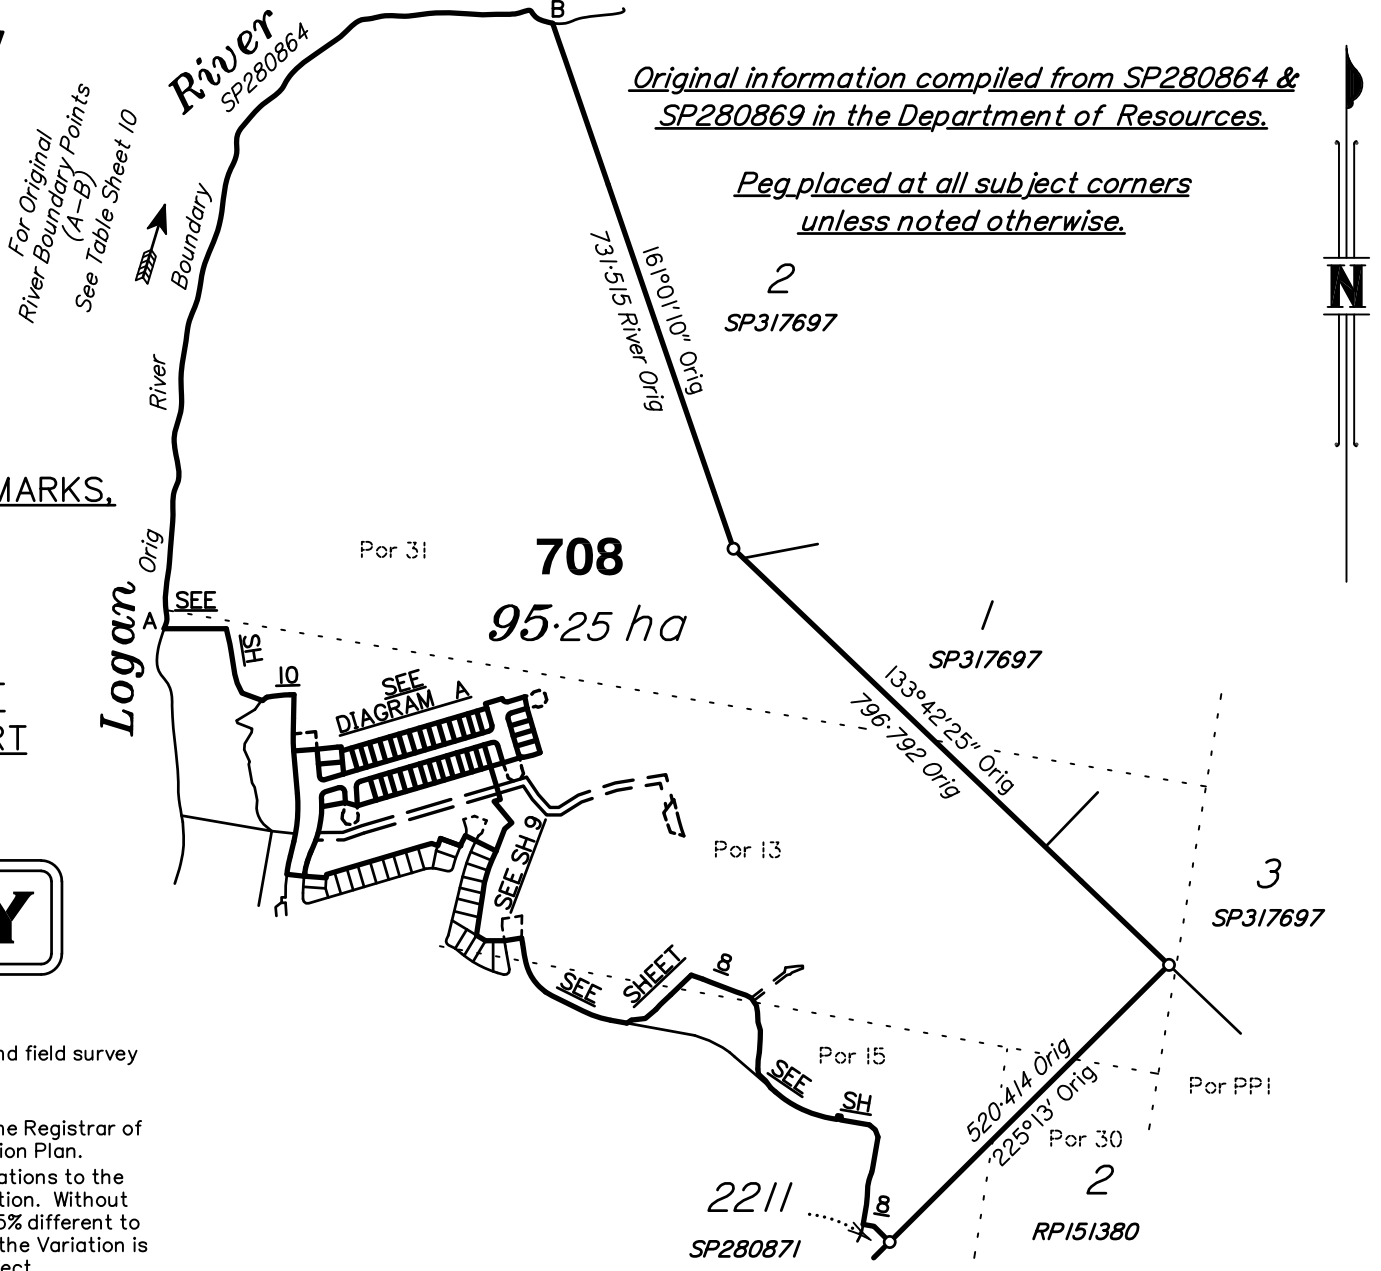 B
River
SP280864
Original information compiled from SP280864 &
SP280869 in the Department of Resources.
Peg placed at all subject corners
unless noted otherwise.
For Original
River Boundary Points
(A-B)
See Table Sheet 10
Boundary
River
Orig
Logan
N
161°01'10" Orig
731·515 River Orig
2
SP317697
MARKS,
Por 31
708
95·25 ha
A
SEE
SH
10
SEE
DIAGRAM A
1
SP317697
133°42'25" Orig
796·792 Orig
RT
Por 13
SEE SH 9
3
SP317697
Y
SEE
SHEET
8
Por 15
SEE
SH
18
520·414 Orig
225°13' Orig
Por PP1
Por 30
2
RP151380
2211
SP280871
nd field survey
he Registrar of
ion Plan.
ations to the
tion. Without
5% different to
the Variation is
ect